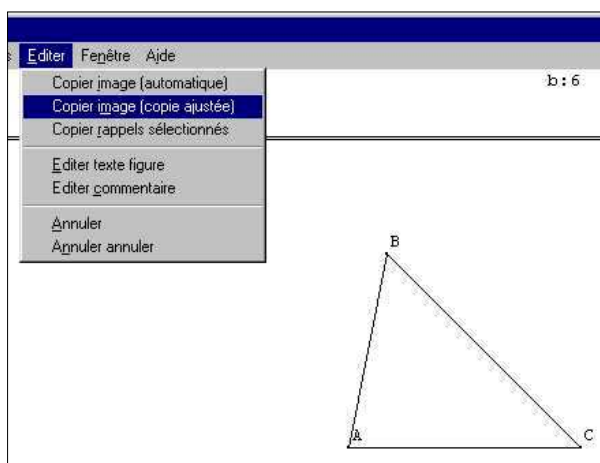 Editer Fenêtre Aide
Copier image (automatique)
b:6
Copier image (copie ajustée)
Copier rappels sélectionnés
Editer texte figure
Editer commentaire
Annuler
Annuler annuler
B
A
C